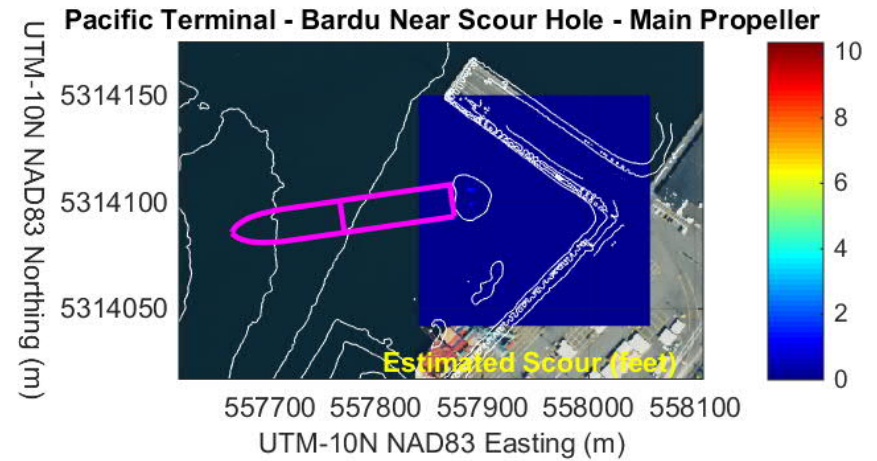 Pacific Terminal - Bardu Near Scour Hole - Main Propeller
UTM-10N NAD83 Northing (m)
5314150
5314100
5314050
Estimated Scour (feet)
10
8
6
4
2
0
557700 557800 557900 558000 558100
UTM-10N NAD83 Easting (m)